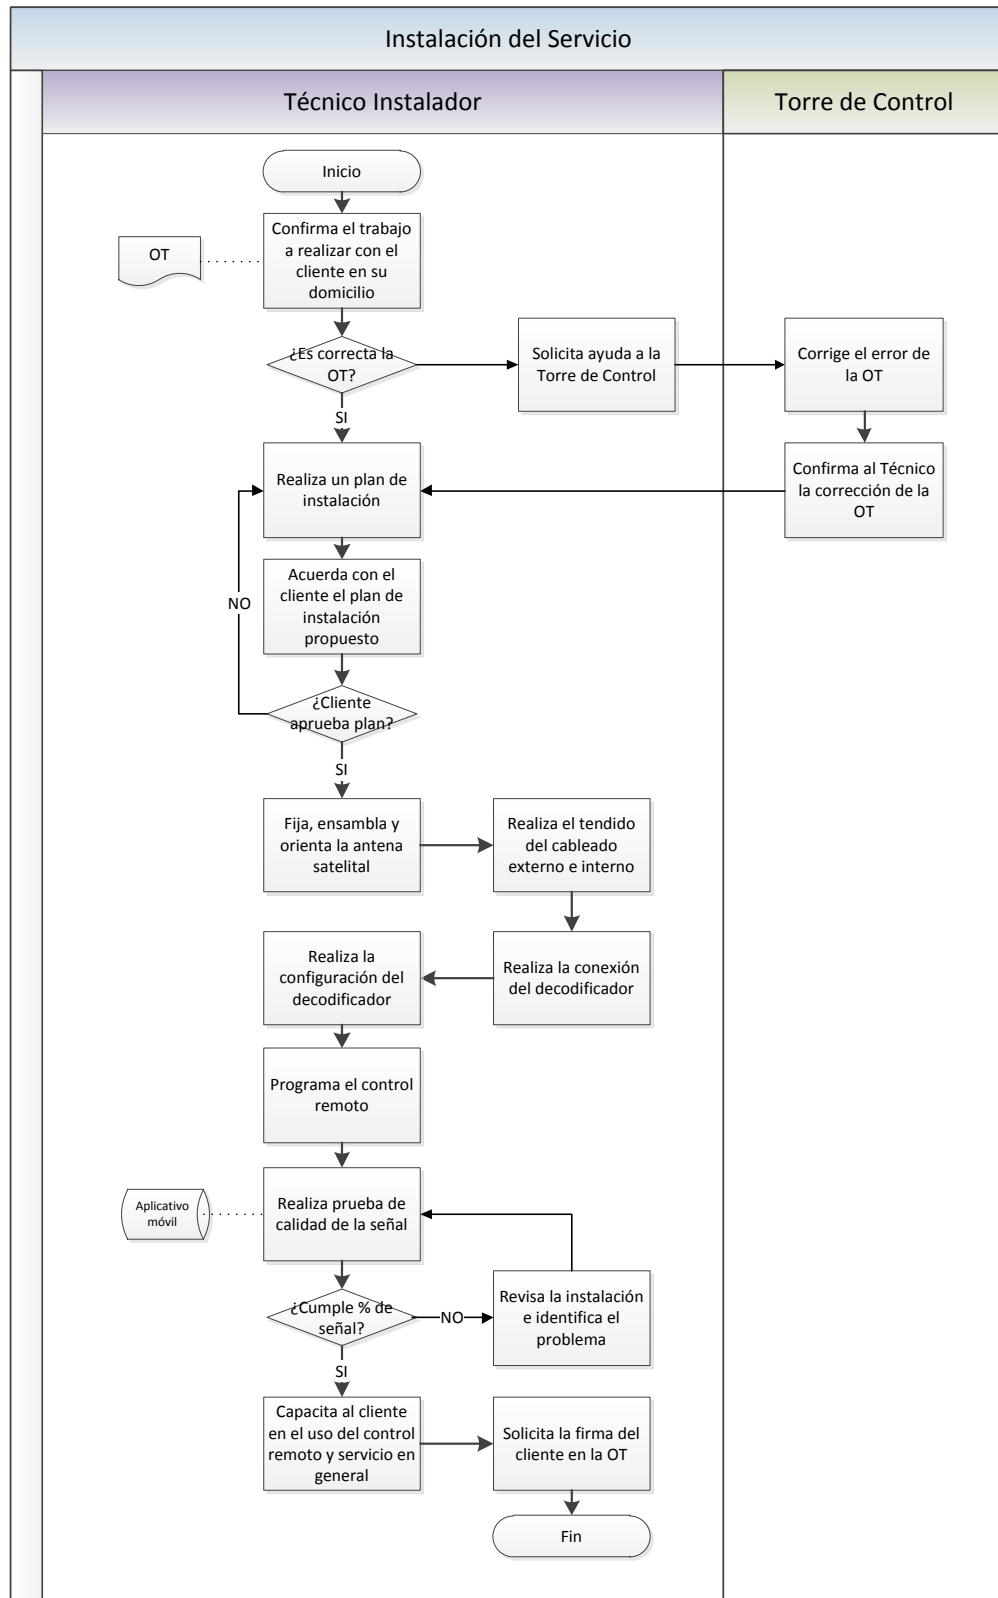 Instalación del Servicio
Técnico Instalador
Torre de Control
Inicio
Confirma el trabajo
a realizar con el
cliente en su
domicilio
OT
¿Es correcta la
OT?
Solicita ayuda a la
Torre de Control
Corrige el error de
la OT
SI
Realiza un plan de
instalación
Confirma al Técnico
la corrección de la
OT
Acuerda con el
cliente el plan de
instalación
propuesto
NO
¿Cliente
aprueba plan?
SI
Fija, ensambla y
orienta la antena
satelital
Realiza el tendido
del cableado
externo e interno
Realiza la
configuración del
decodificador
Realiza la conexión
del decodificador
Programa el control
remoto
Aplicativo
móvil
Realiza prueba de
calidad de la señal
¿Cumple % de
señal?
NO
Revisa la instalación
e identifica el
problema
SI
Capacita al cliente
en el uso del control
remoto y servicio en
general
Solicita la firma del
cliente en la OT
Fin